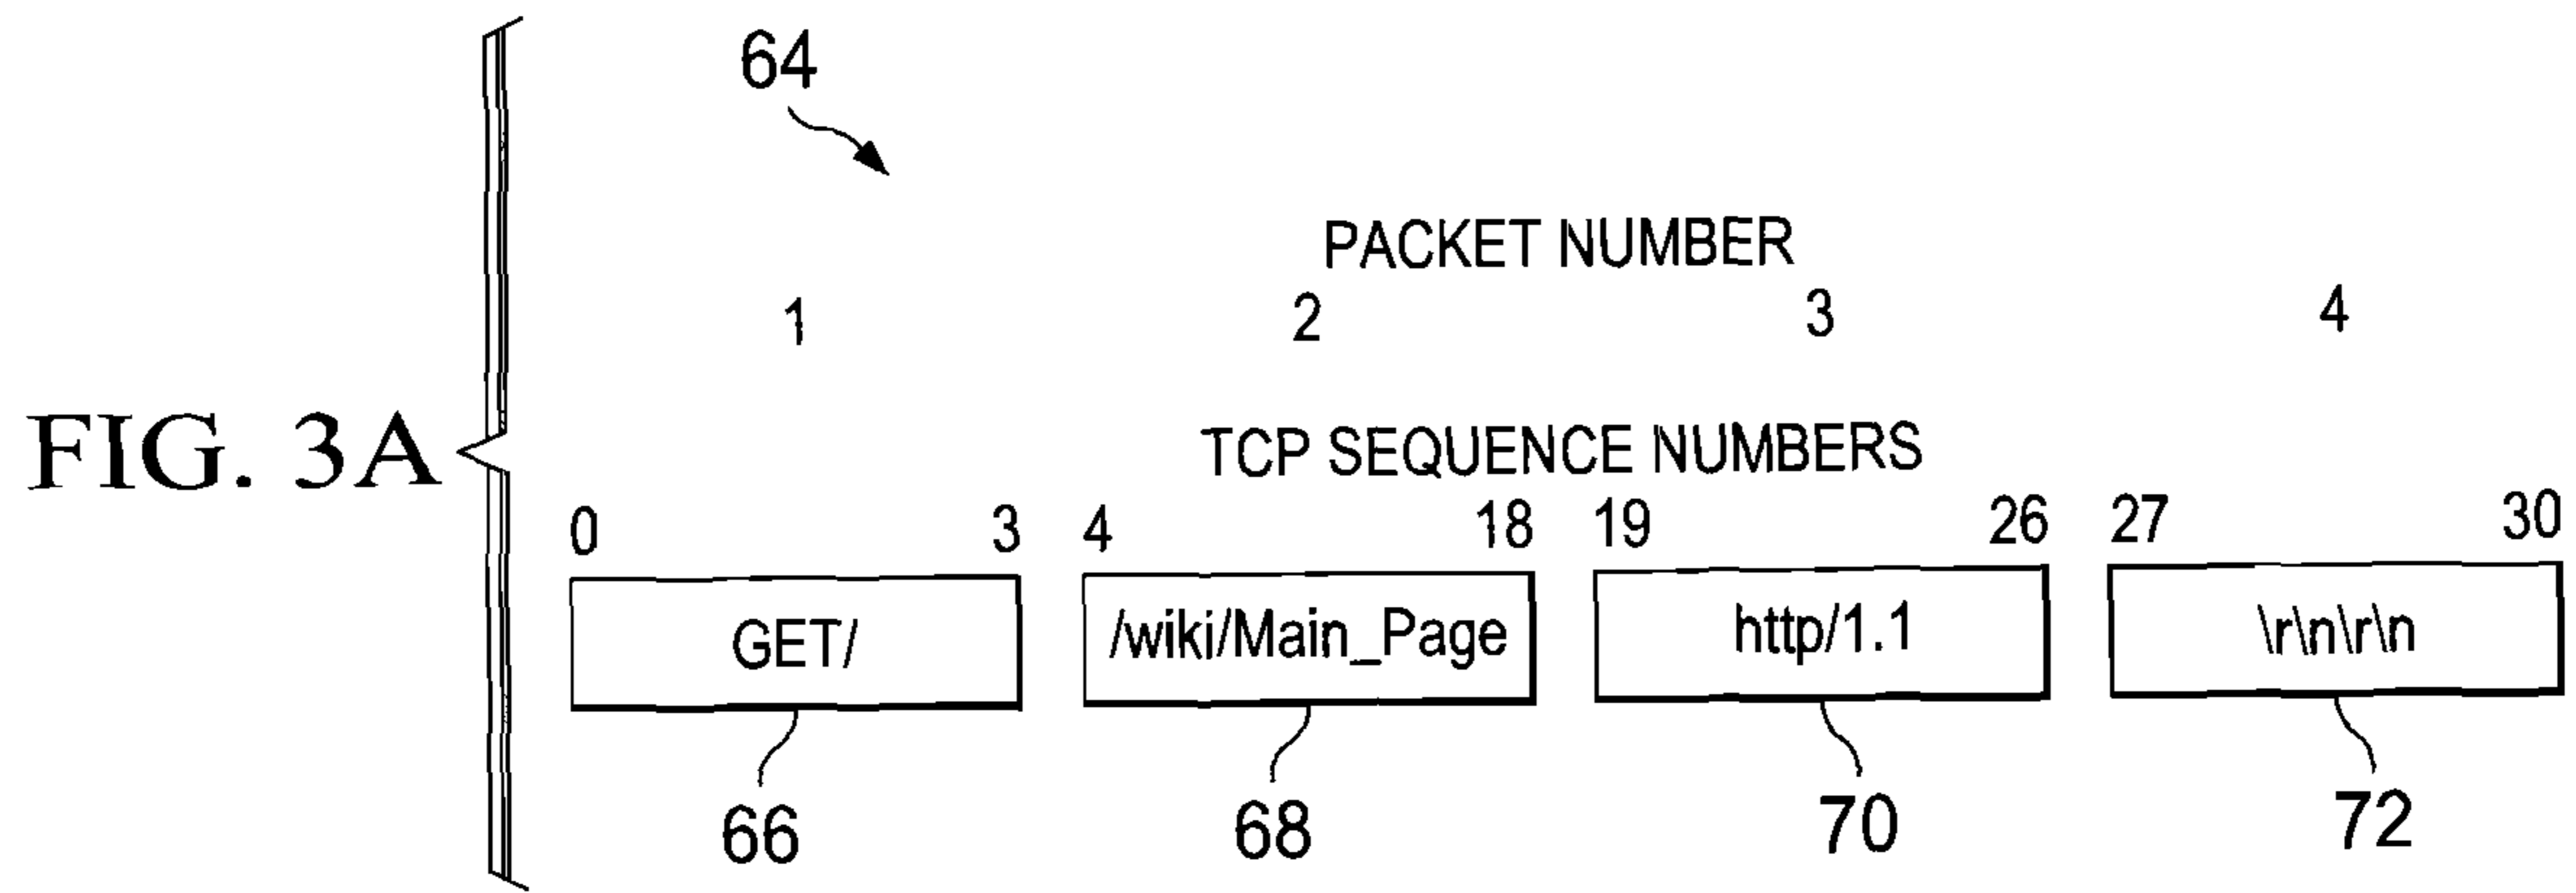 64
PACKET NUMBER
1 2 3 4
FIG. 3A
TCP SEQUENCE NUMBERS
0 3 4 18 19 26 27 30
GET/ /wiki/Main_Page http/1.1 \r\n\r\n
66 68 70 72